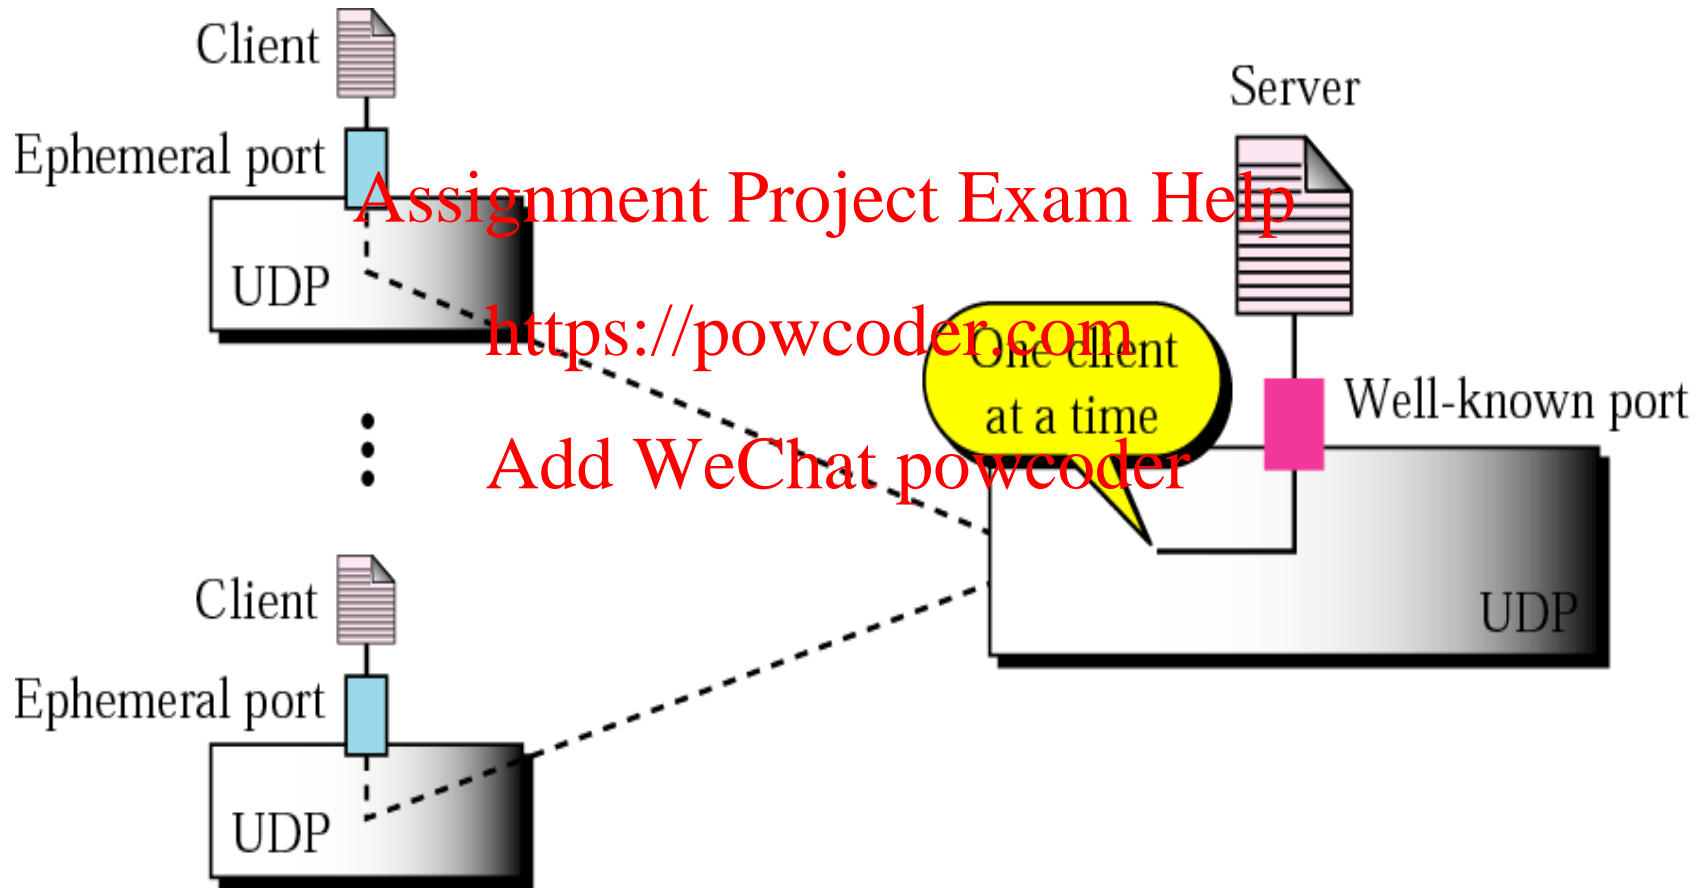 Client
Ephemeral port
UDP
Server
Assignment Project Exam Help
https://powcoder.com
One client
at a time
Well-known port
Add WeChat powcoder
UDP
Client
Ephemeral port
UDP